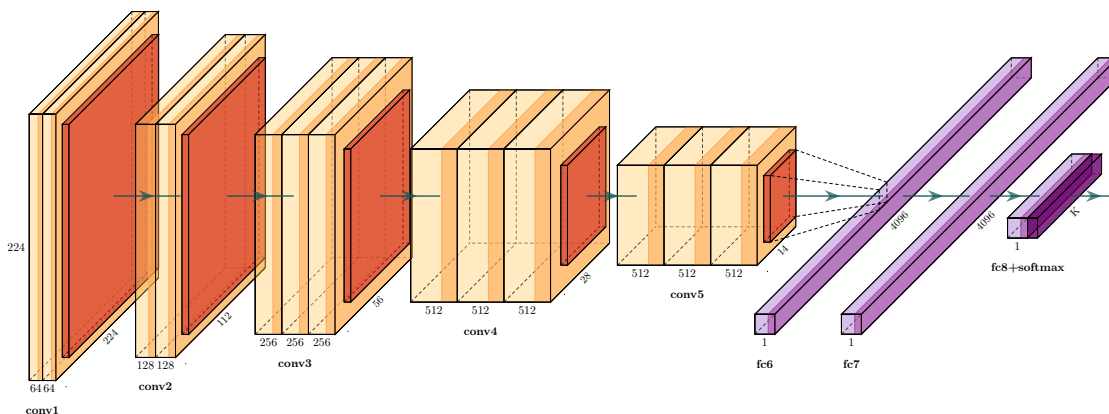 224
64 64
224
conv1
128 128
112
conv2
256 256 256
56
conv3
512 512 512
28
conv4
512 512 512
14
conv5
1
4096
fc6
1
4096
fc7
1
K
fc8+softmax